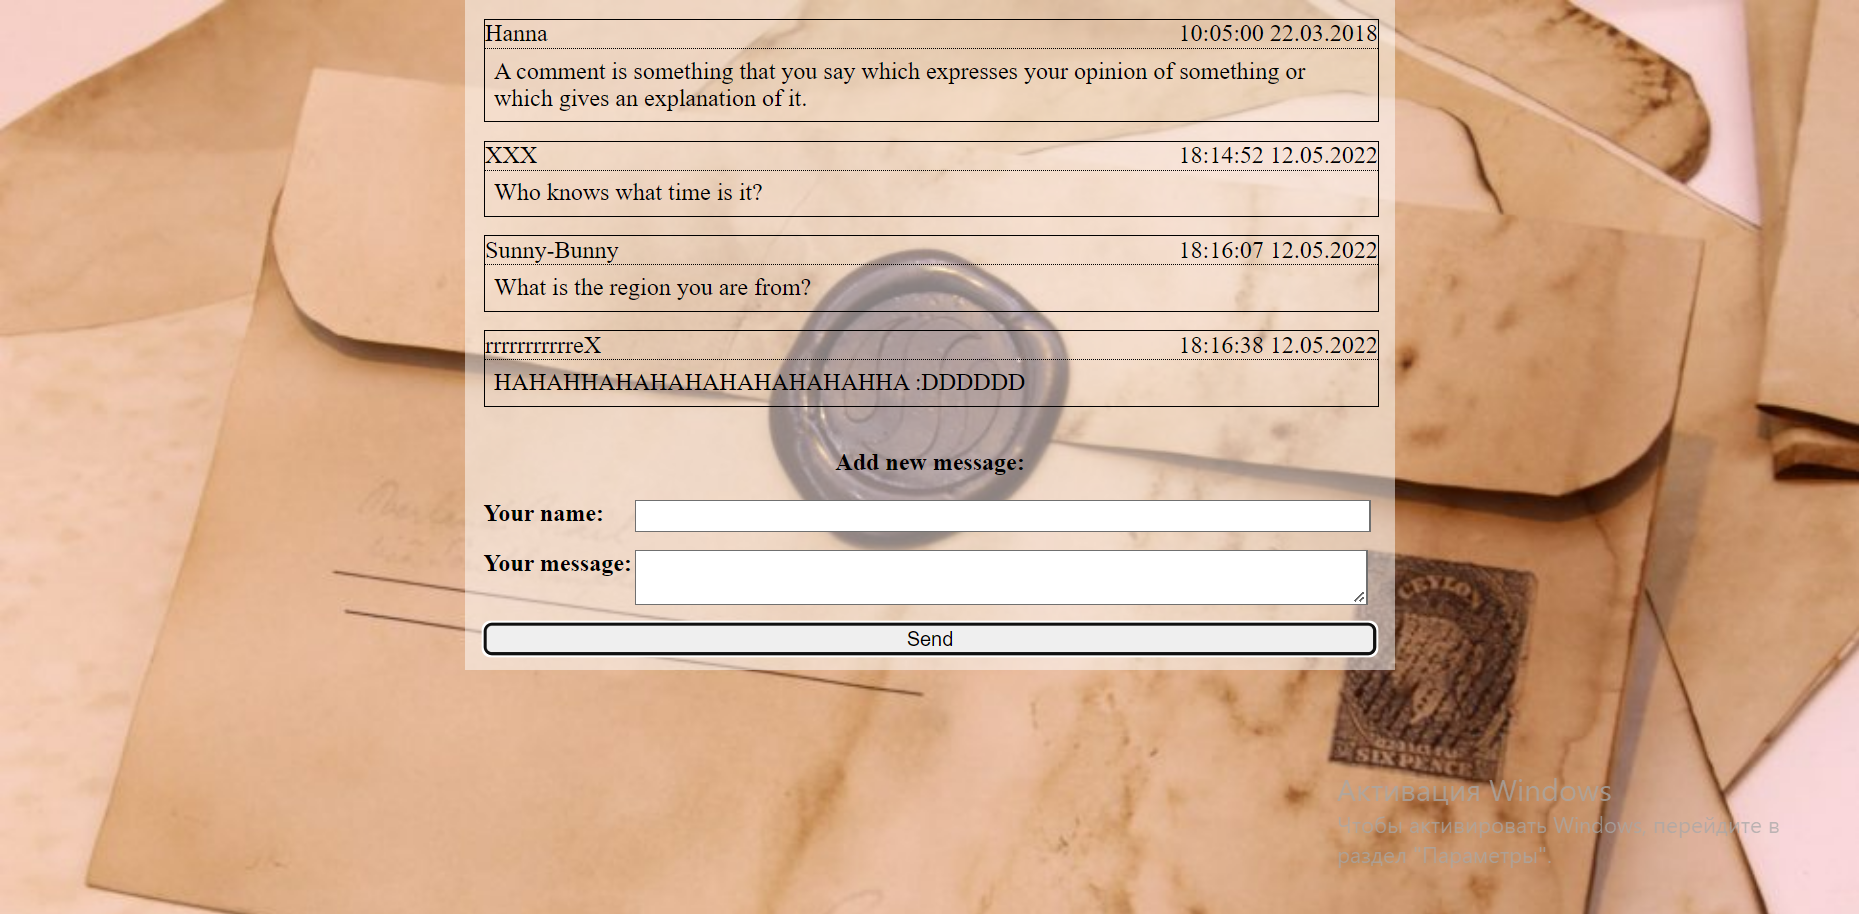 Hanna 10:05:00 22.03.2018
A comment is something that you say which expresses your opinion of something or
which gives an explanation of it.
XXX 18:14:52 12.05.2022
Who knows what time is it?
Sunny-Bunny 18:16:07 12.05.2022
What is the region you are from?
rrrrrrrrrrreX 18:16:38 12.05.2022
HAHAHHAHAHAHAHAHAHAHAHHA :DDDDDD
Add new message:
Your name:
Your message:
Send
CEYLON
SIX PENCE
Активация Windows
Чтобы активировать Windows, перейдите в
раздел "Параметры".